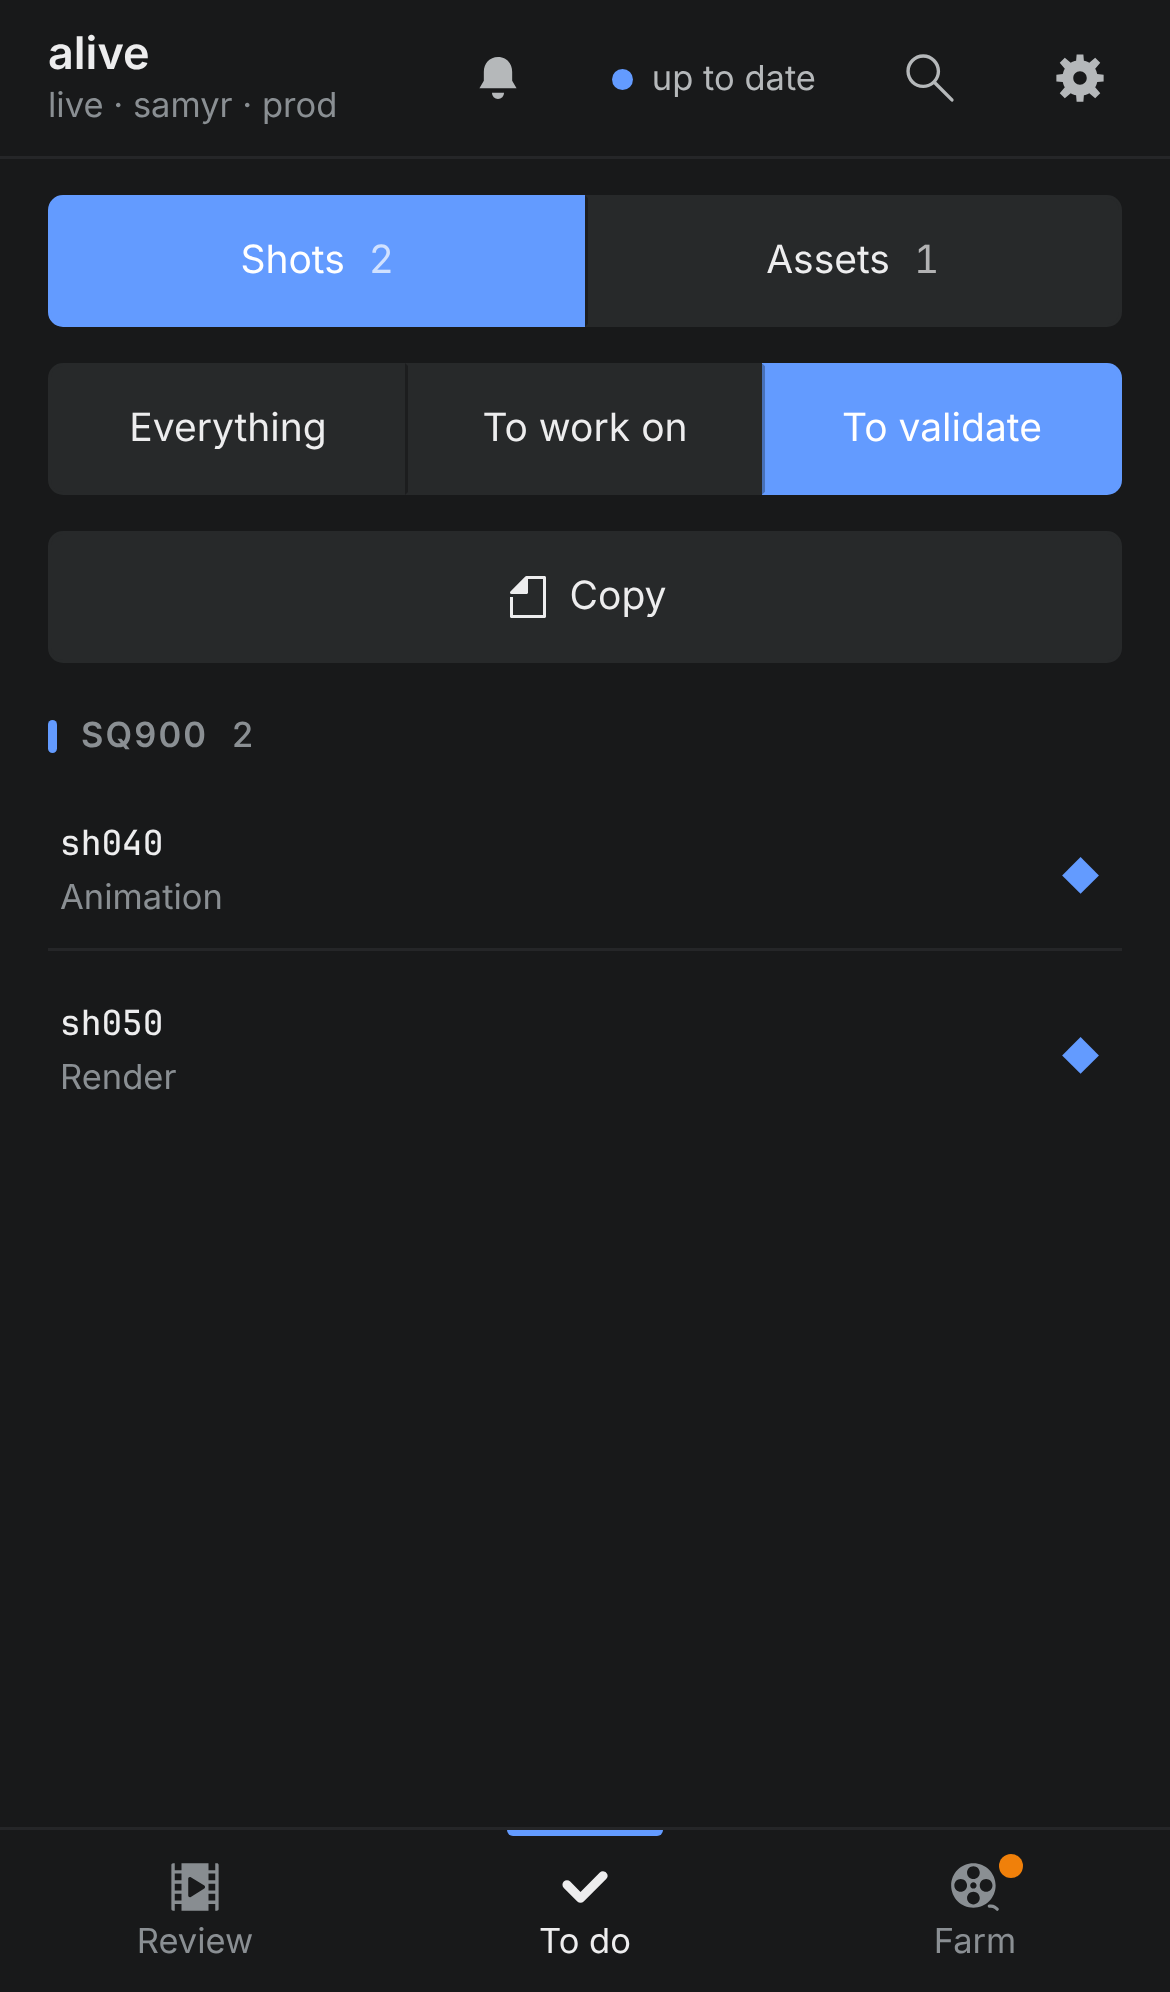 alive
live · samyr · prod
up to date
Shots 2
Assets 1
Everything
To work on
To validate
Copy
SQ900 2
sh040
Animation
sh050
Render
Review
To do
Farm